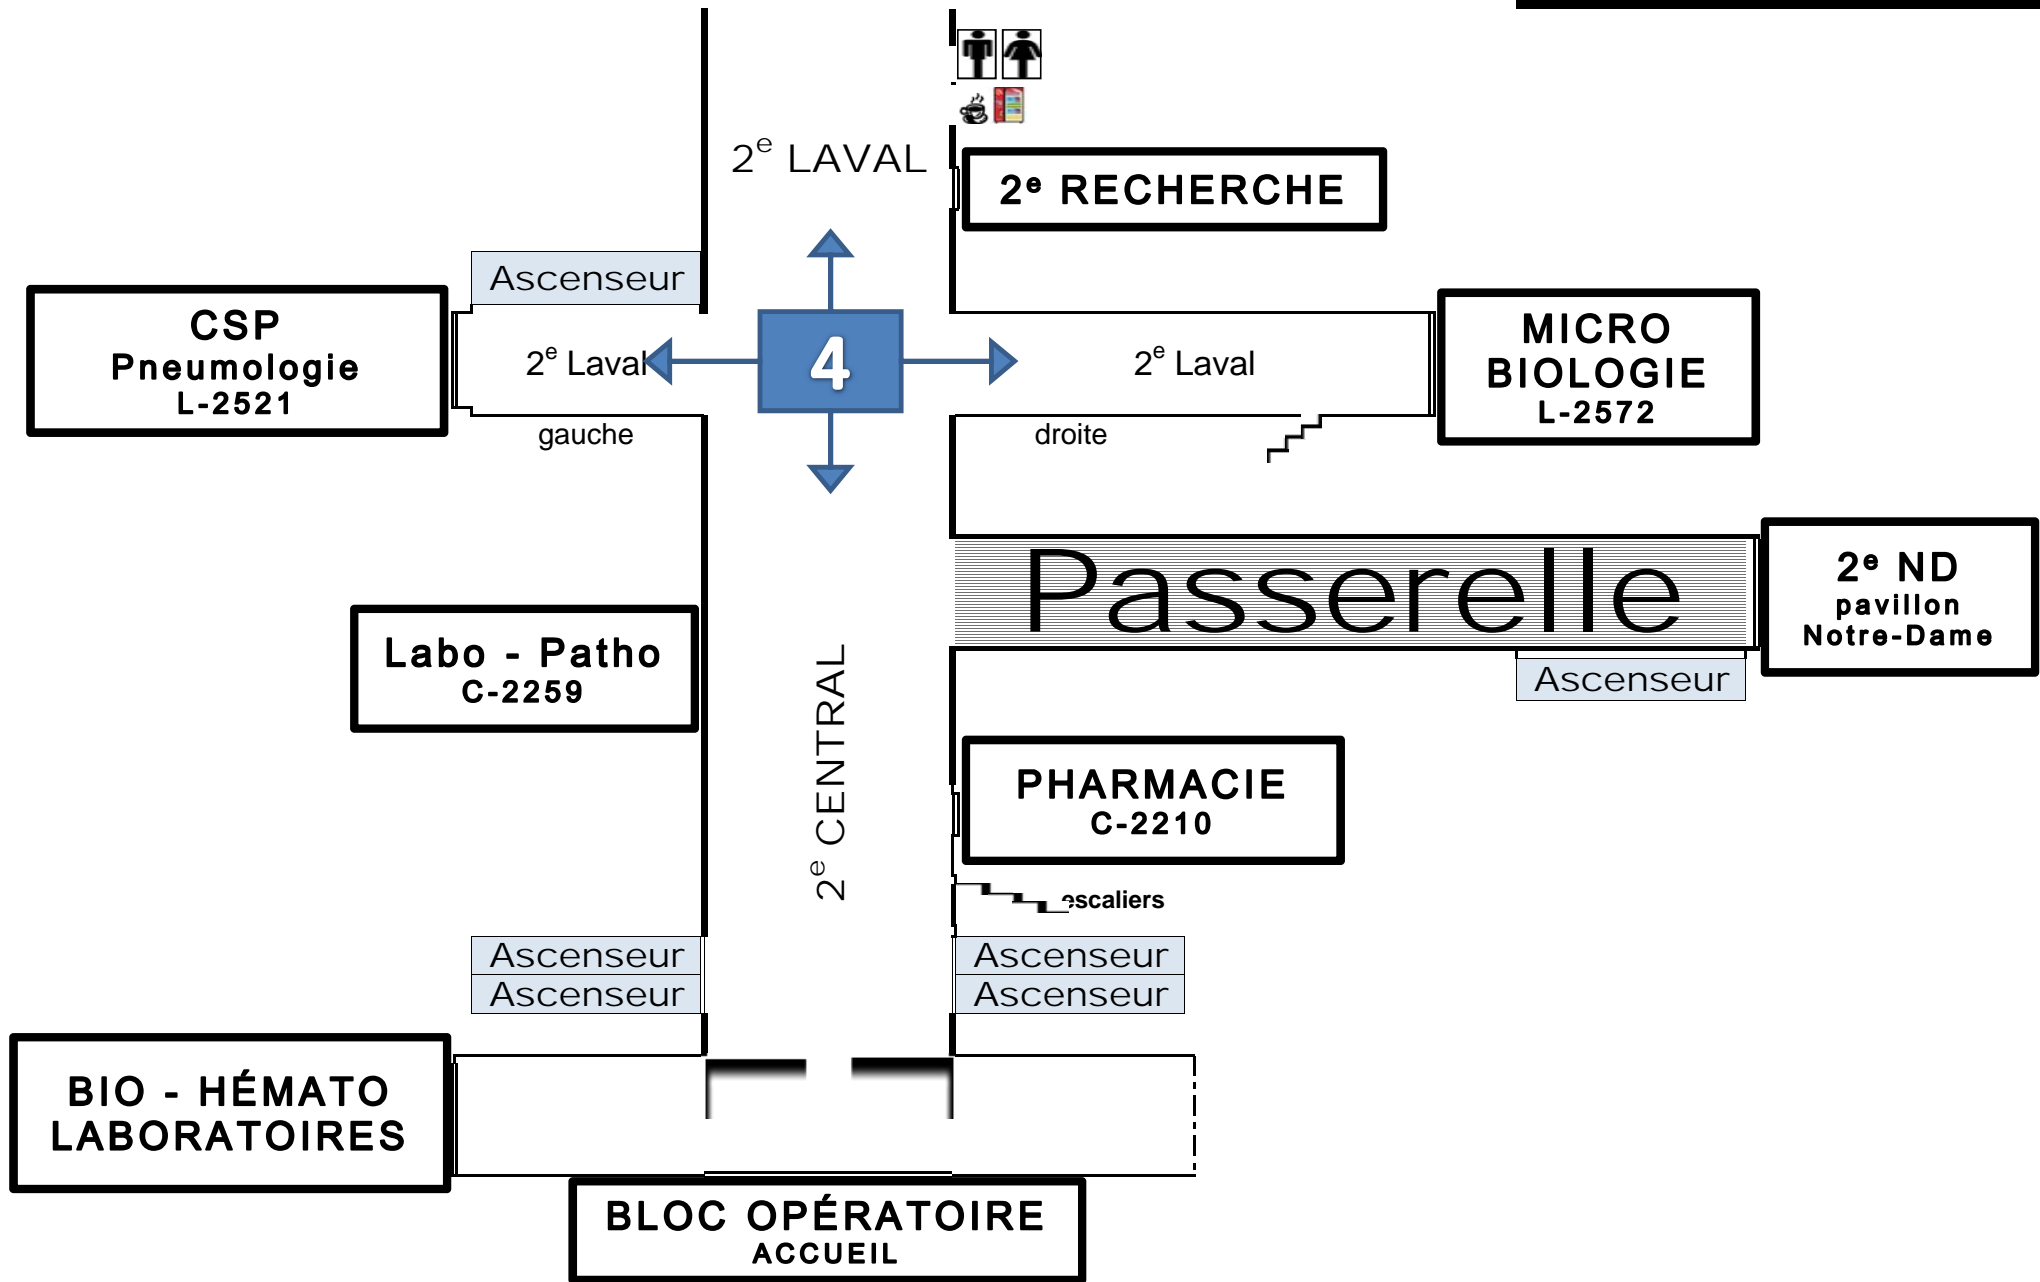 2e LAVAL
2e RECHERCHE
Ascenseur
CSP
Pneumologie
L-2521
2e Laval
gauche
4
2e Laval
droite
MICRO
BIOLOGIE
L-2572
Passerelle
2e ND
pavillon
Notre-Dame
Ascenseur
Labo - Patho
C-2259
2e CENTRAL
PHARMACIE
C-2210
escaliers
Ascenseur
Ascenseur
Ascenseur
Ascenseur
BIO - HÉMATO
LABORATOIRES
BLOC OPÉRATOIRE
ACCUEIL